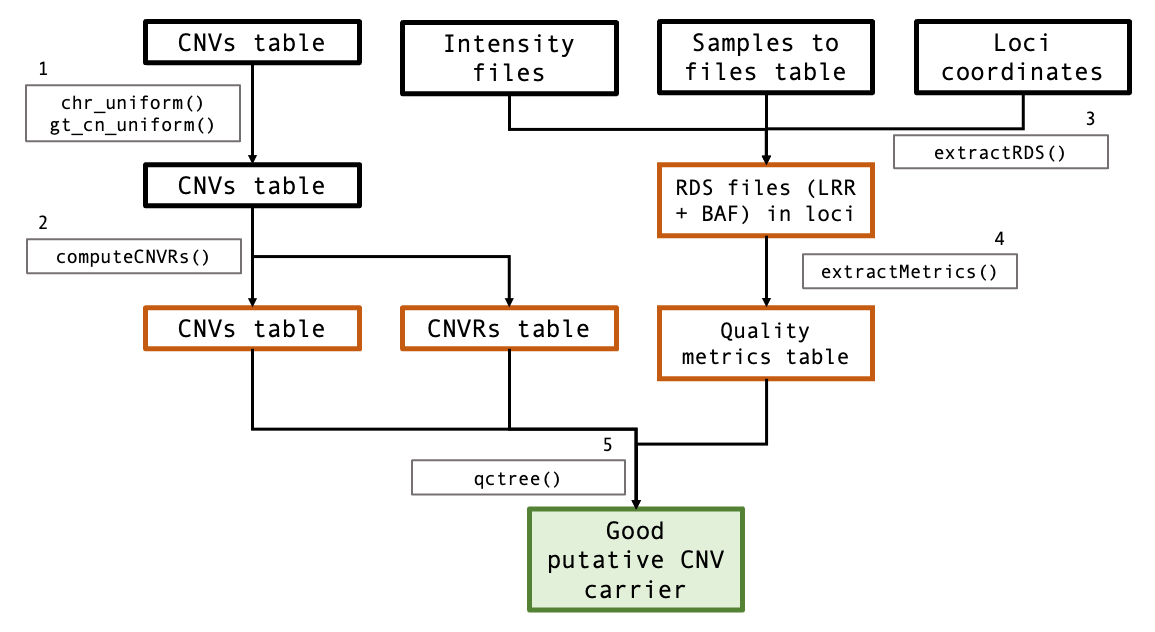 CNVs table
Intensity
files
Samples to
files table
Loci
coordinates
1
chr_uniform()
gt_cn_uniform()
3
extractRDS()
CNVs table
RDS files (LRR
+ BAF) in loci
2
computeCNVRs()
4
extractMetrics()
CNVs table
CNVRs table
Quality
metrics table
5
qctree()
Good
putative CNV
carrier